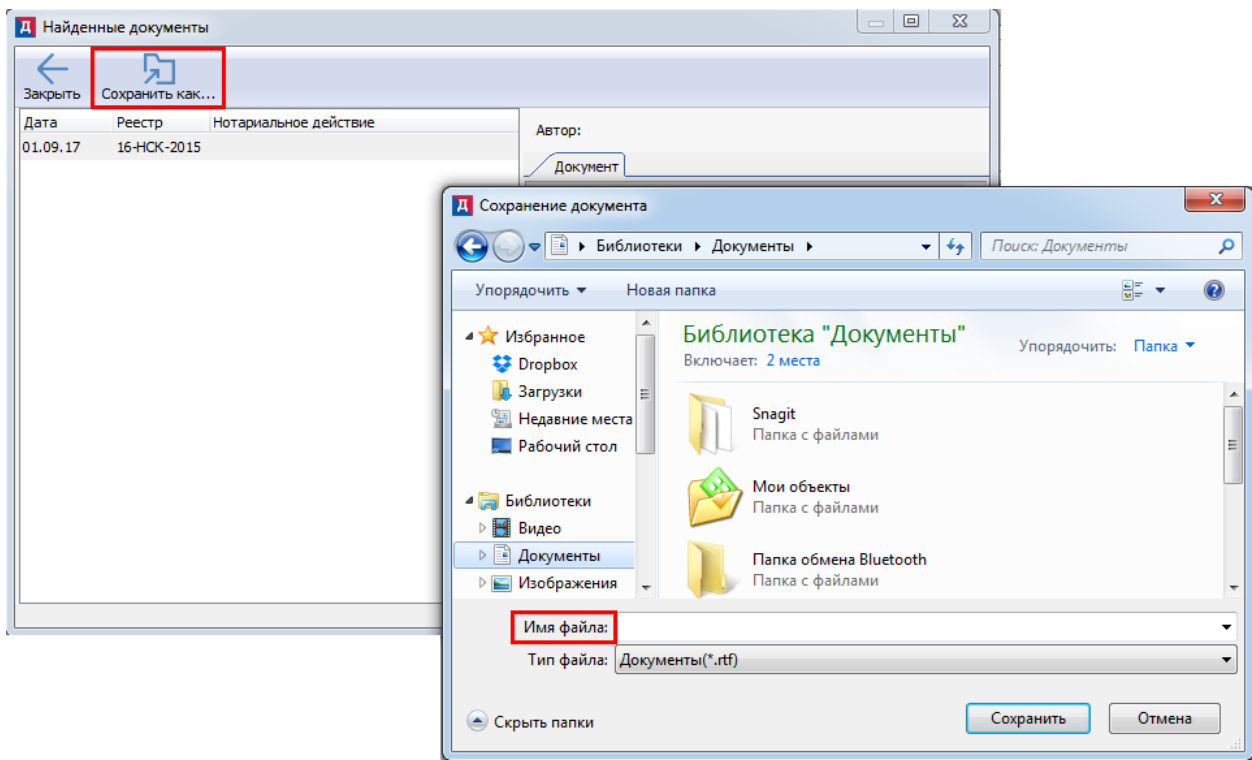 Д Найденные документы
Закрыть Сохранить как...
Дата Реестр Нотариальное действие
01.09.17 16-НСК-2015
Автор:
Документ
Д Сохранение документа
Библиотеки Документы Поиск: Документы
Упорядочить Новая папка
Избранное
Dropbox
Загрузки
Недавние места
Рабочий стол
Библиотеки
Видео
Документы
Изображения
Библиотека "Документы"
Включает: 2 места
Упорядочить: Папка
Snagit
Папка с файлами
Мои объекты
Папка с файлами
Папка обмена Bluetooth
Папка с файлами
Имя файла:
Тип файла: Документы(*.rtf)
Скрыть папки
Сохранить Отмена